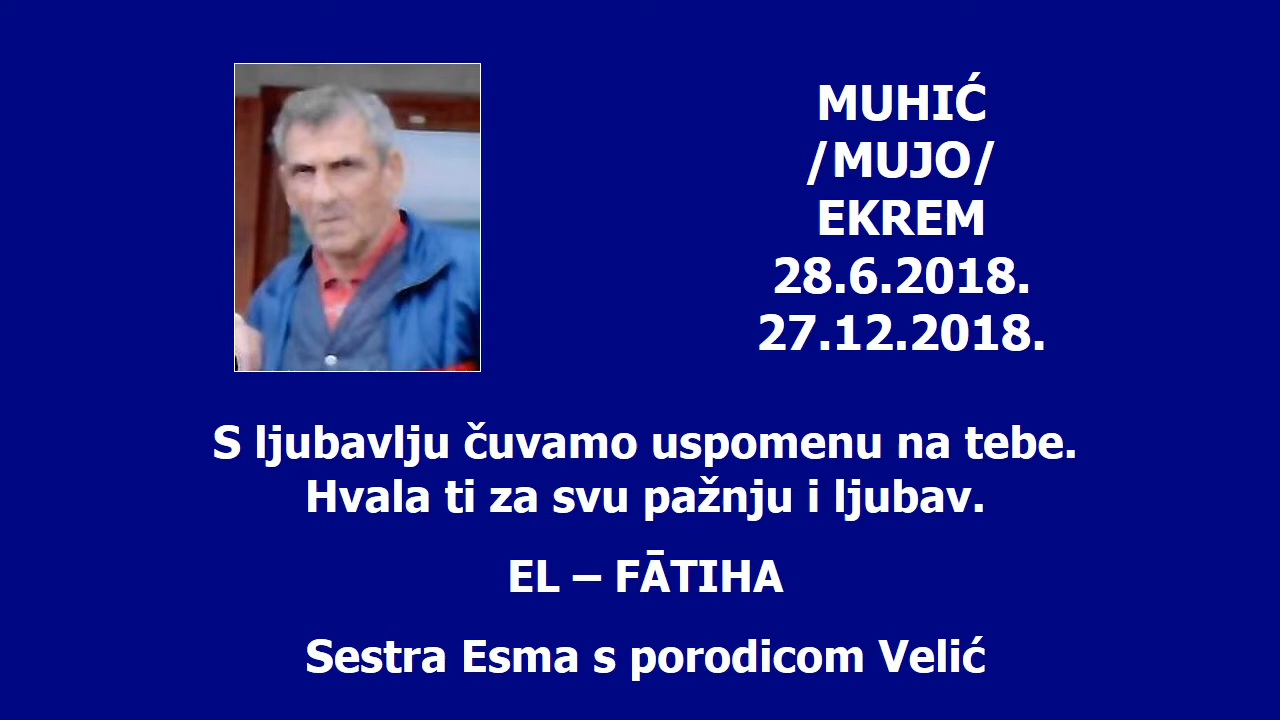 MUHIĆ
/MUJO/
EKREM
28.6.2018.
27.12.2018.
S ljubavlju čuvamo uspomenu na tebe.
Hvala ti za svu pažnju i ljubav.
EL – FĀTIHA
Sestra Esma s porodicom Velić